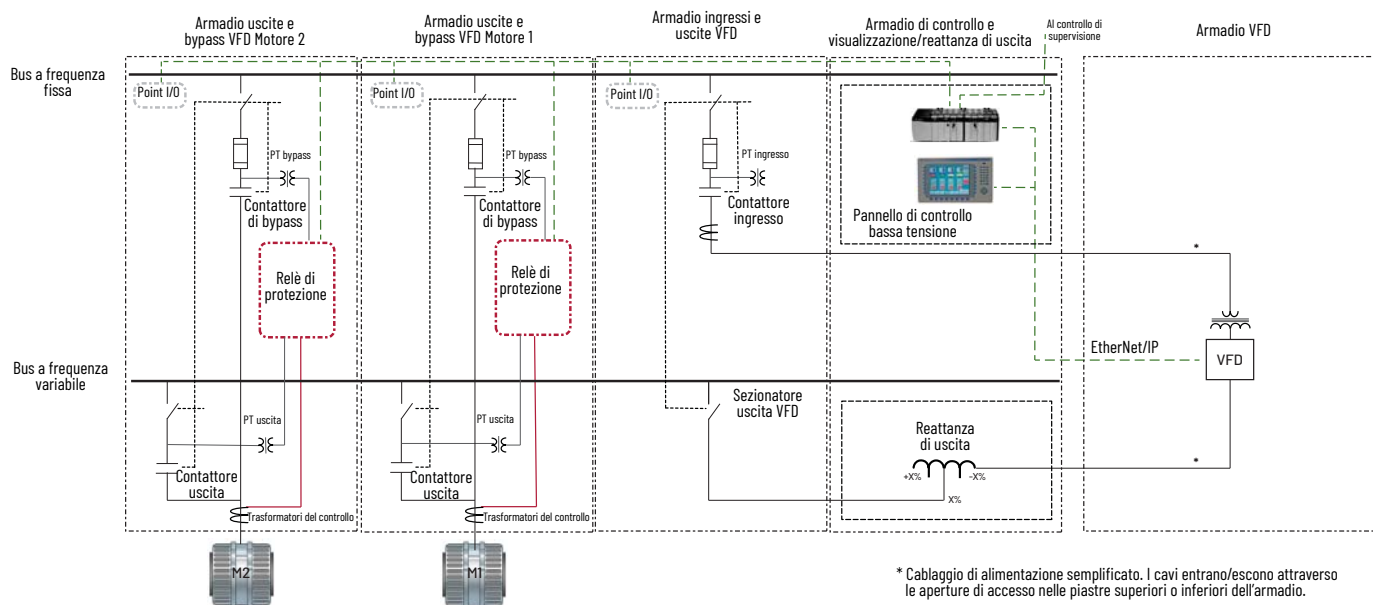 Armadio uscite e
bypass VFD Motore 2
Armadio uscite e
bypass VFD Motore 1
Armadio ingressi e
uscite VFD
Armadio di controllo e
visualizzazione/reattanza di uscita
Al controllo di
supervisione
Armadio VFD
Bus a frequenza
fissa
Point I/O
Point I/O
Point I/O
PT bypass
PT bypass
PT ingresso
Contattore
di bypass
Contattore
di bypass
Contattore
ingresso
Pannello di controllo
bassa tensione
*
Relè di
protezione
Relè di
protezione
EtherNet/IP
VFD
Bus a frequenza
variabile
Sezionatore
uscita VFD
PT uscita
PT uscita
Reattanza
di uscita
+X%
-X%
X%
*
Contattore
uscita
Contattore
uscita
Trasformatori del controllo
Trasformatori del controllo
M2
M1
* Cablaggio di alimentazione semplificato. I cavi entrano/escono attraverso
le aperture di accesso nelle piastre superiori o inferiori dell'armadio.